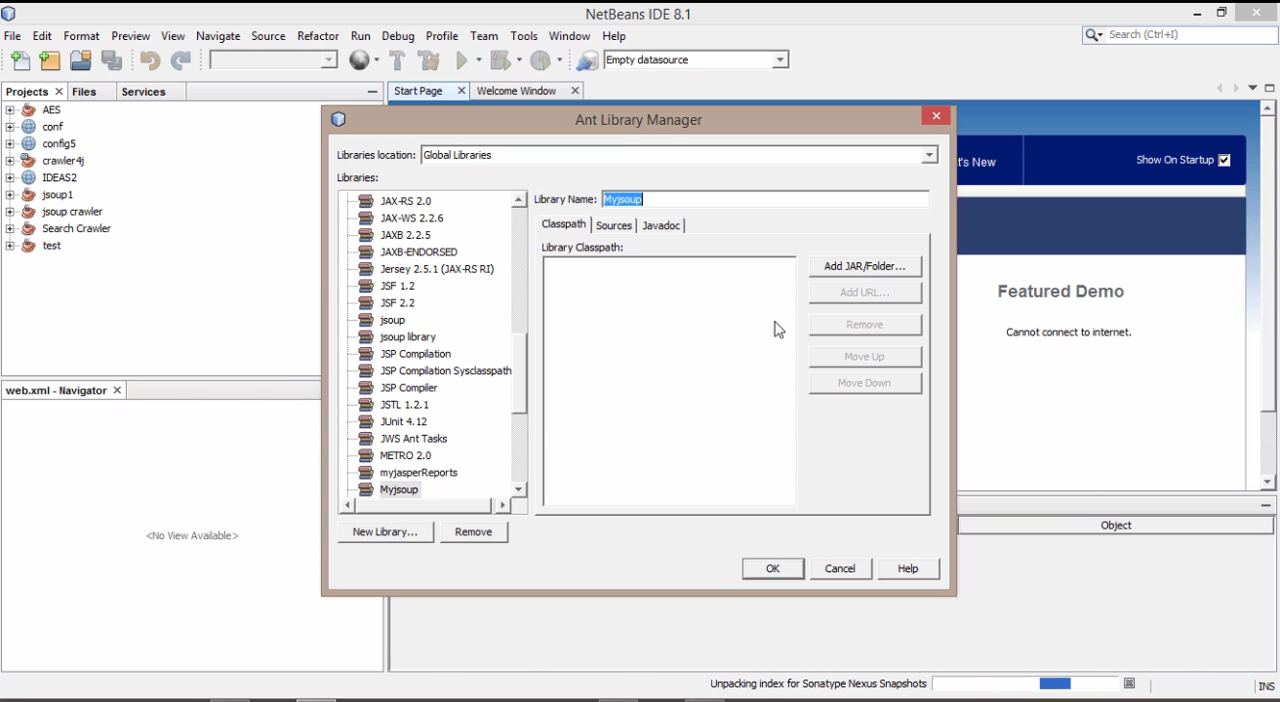 NetBeans IDE 8.1
File Edit Format Preview View Navigate Source Refactor Run Debug Profile Team Tools Window Help
Search (Ctrl+I)
Empty datasource
Projects Files Services
Start Page Welcome Window
AES
conf
config5
crawler4j
IDEAS2
jsoup1
jsoup crawler
Search Crawler
test
web.xml - Navigator
<No View Available>
Ant Library Manager
Libraries location: Global Libraries
Libraries:
JAX-RS 2.0
JAX-WS 2.2.6
JAXB 2.2.5
JAXB-ENDORSED
Jersey 2.5.1 (JAX-RS RI)
JSF 1.2
JSF 2.2
jsoup
jsoup library
JSP Compilation
JSP Compilation Sysclasspath
JSP Compiler
JSTL 1.2.1
JUnit 4.12
JWS Ant Tasks
METRO 2.0
myjasperReports
Myjsoup
New Library... Remove
Library Name: Myjsoup
Classpath Sources Javadoc
Library Classpath:
Add JAR/Folder...
Add URL...
Remove
Move Up
Move Down
OK Cancel Help
t's New
Show On Startup
Featured Demo
Cannot connect to internet.
Object
Unpacking index for Sonatype Nexus Snapshots
INS